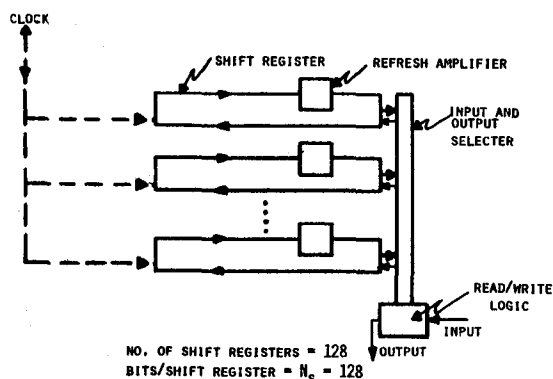 CLOCK
SHIFT REGISTER
REFRESH AMPLIFIER
INPUT AND
OUTPUT
SELECTER
READ/WRITE
LOGIC
INPUT
OUTPUT
NO. OF SHIFT REGISTERS = 128
BITS/SHIFT REGISTER = Ns = 128